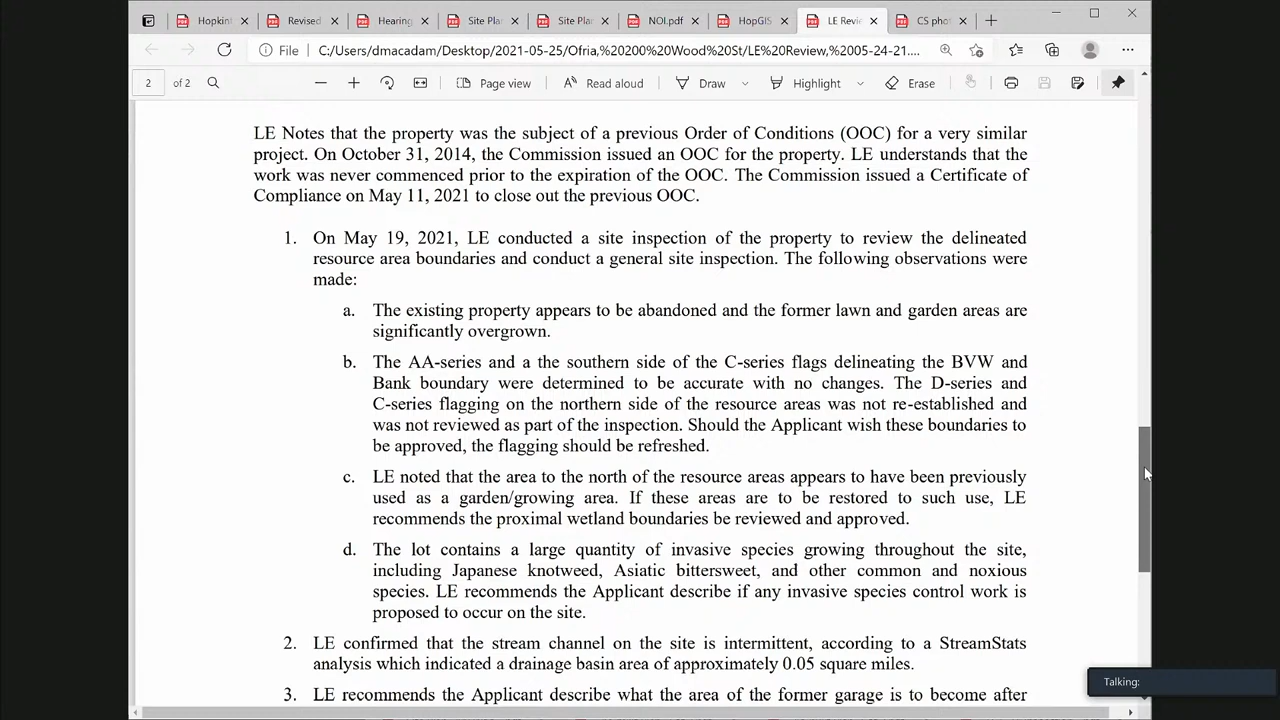 Hopkin
Revised
Hearing
Site Pla
Site Pla
NOI.pdf
HopGIS
LE Revi
CS pho
File
C:/Users/dmacadam/Desktop/2021-05-25/Ofria,%20200%20Wood%20St/LE%20Review,%2005-24-21....
2 of 2
Page view
Read aloud
Draw
Highlight
Erase
LE Notes that the property was the subject of a previous Order of Conditions (OOC) for a very similar
project. On October 31, 2014, the Commission issued an OOC for the property. LE understands that the
work was never commenced prior to the expiration of the OOC. The Commission issued a Certificate of
Compliance on May 11, 2021 to close out the previous OOC.
1. On May 19, 2021, LE conducted a site inspection of the property to review the delineated
resource area boundaries and conduct a general site inspection. The following observations were
made:
a. The existing property appears to be abandoned and the former lawn and garden areas are
significantly overgrown.
b. The AA-series and a the southern side of the C-series flags delineating the BVW and
Bank boundary were determined to be accurate with no changes. The D-series and
C-series flagging on the northern side of the resource areas was not re-established and
was not reviewed as part of the inspection. Should the Applicant wish these boundaries to
be approved, the flagging should be refreshed.
c. LE noted that the area to the north of the resource areas appears to have been previously
used as a garden/growing area. If these areas are to be restored to such use, LE
recommends the proximal wetland boundaries be reviewed and approved.
d. The lot contains a large quantity of invasive species growing throughout the site,
including Japanese knotweed, Asiatic bittersweet, and other common and noxious
species. LE recommends the Applicant describe if any invasive species control work is
proposed to occur on the site.
2. LE confirmed that the stream channel on the site is intermittent, according to a StreamStats
analysis which indicated a drainage basin area of approximately 0.05 square miles.
3. LE recommends the Applicant describe what the area of the former garage is to become after
Talking: